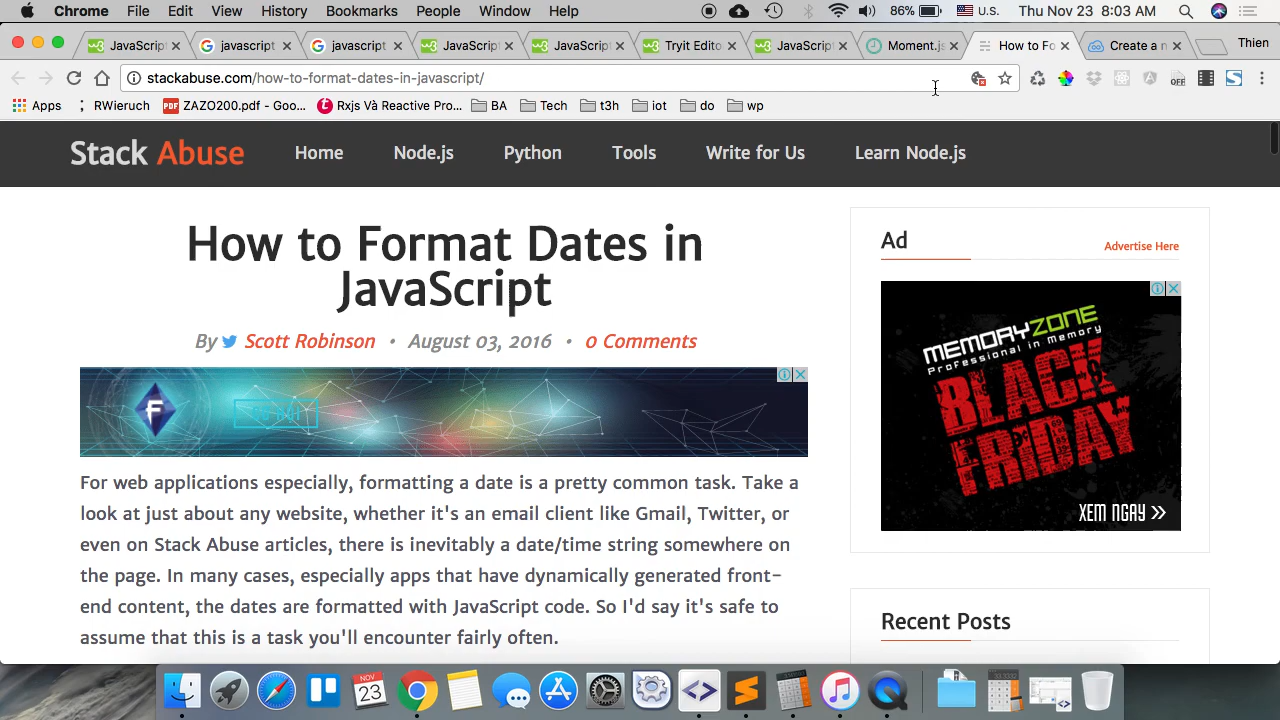 Chrome File Edit View History Bookmarks People Window Help 86% U.S. Thu Nov 23 8:03 AM
JavaScrip javascript javascript JavaScrip JavaScrip Tryit Edito JavaScrip Moment.js How to Fo Create a n Thien
stackabuse.com/how-to-format-dates-in-javascript/ OFF
Apps RWieruch PDF ZAZO200.pdf - Goo... Rxjs Và Reactive Pro... BA Tech t3h iot do wp
Stack Abuse Home Node.js Python Tools Write for Us Learn Node.js
How to Format Dates in
JavaScript
By Scott Robinson • August 03, 2016 • 0 Comments
F
For web applications especially, formatting a date is a pretty common task. Take a
look at just about any website, whether it's an email client like Gmail, Twitter, or
even on Stack Abuse articles, there is inevitably a date/time string somewhere on
the page. In many cases, especially apps that have dynamically generated front-
end content, the dates are formatted with JavaScript code. So I'd say it's safe to
assume that this is a task you'll encounter fairly often.
Ad
Advertise Here
MEMORYZONE
Professional in Memory
BLACK
FRIDAY
XEM NGAY >>
Recent Posts
NOV
23